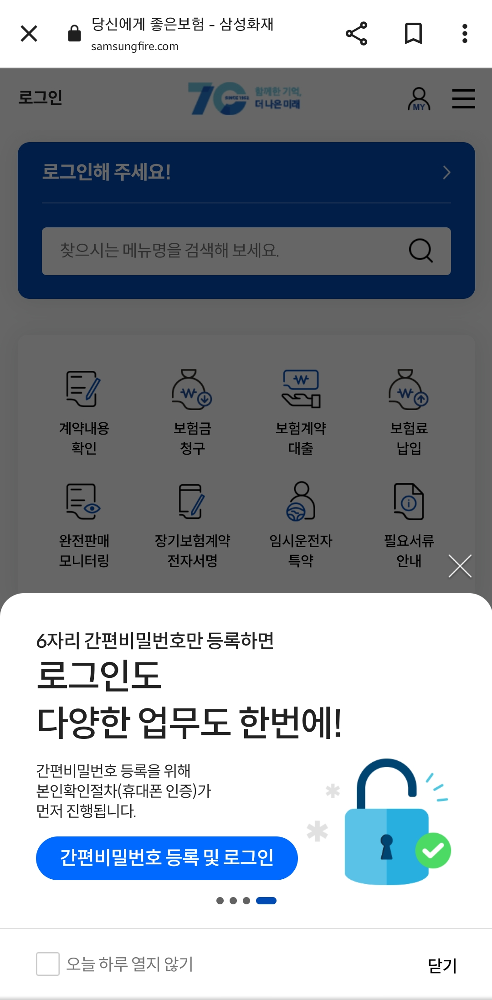 당신에게 좋은보험 - 삼성화재
samsungfire.com
로그인
70
SINCE 1952
함께한 기억,
더 나은 미래
MY
로그인해 주세요!
찾으시는 메뉴명을 검색해 보세요.
계약내용
확인
보험금
청구
보험계약
대출
보험료
납입
완전판매
모니터링
장기보험계약
전자서명
임시운전자
특약
필요서류
안내
6자리 간편비밀번호만 등록하면
로그인도
다양한 업무도 한번에!
간편비밀번호 등록을 위해
본인확인절차(휴대폰 인증)가
먼저 진행됩니다.
간편비밀번호 등록 및 로그인
오늘 하루 열지 않기
닫기